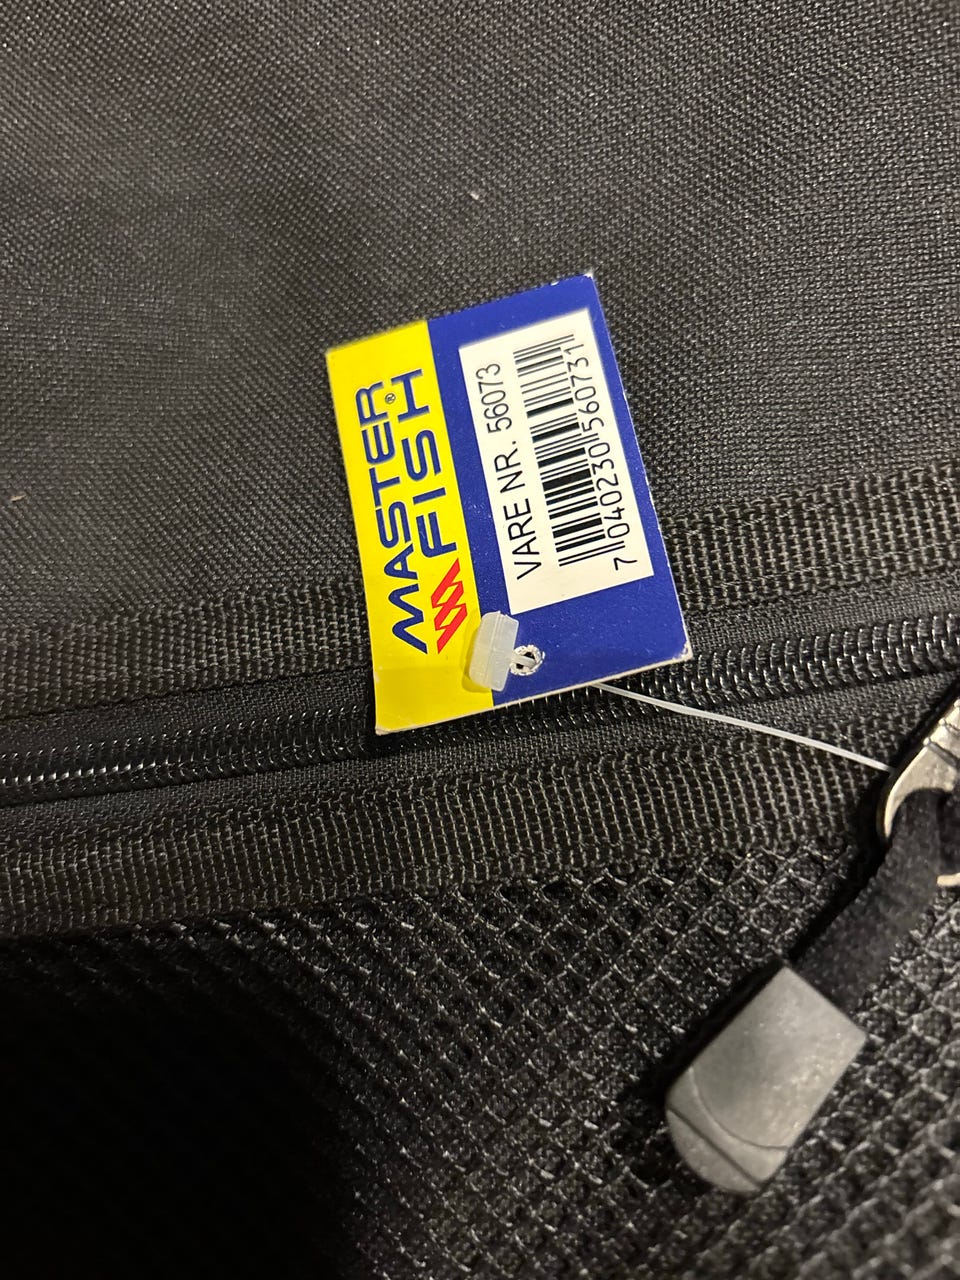 MASTER®
FISH
VARE NR. 56073
7 040230 560731